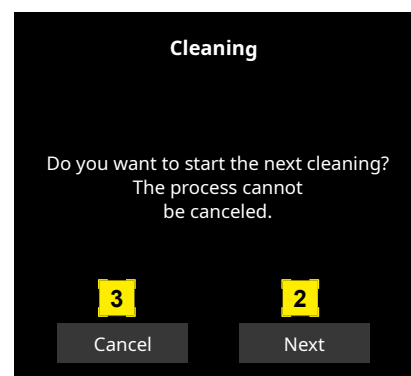 Cleaning
Do you want to start the next cleaning?
The process cannot
be canceled.
3 2
Cancel Next